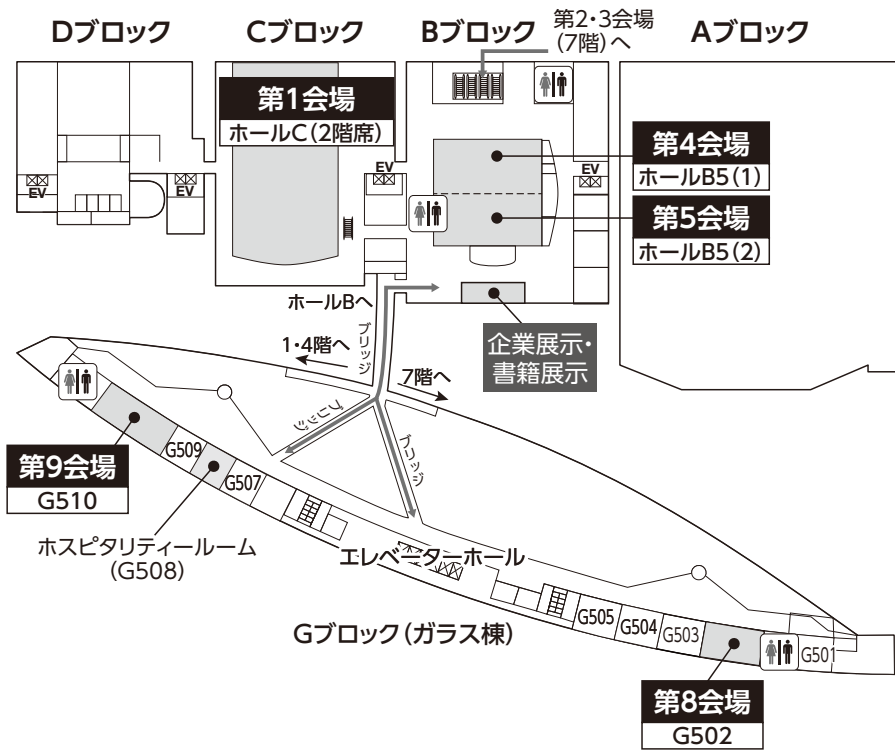 Dブロック
Cブロック
Bブロック
第2・3会場
(7階)へ
Aブロック
第1会場
ホールC(2階席)
第4会場
ホールB5(1)
第5会場
ホールB5(2)
EV
EV
EV
EV
ホールBへ
ブリッジ
企業展示・
書籍展示
1・4階へ
7階へ
ブリッジ
ブリッジ
第9会場
G510
G509
G507
ホスピタリティールーム
(G508)
エレベーターホール
Gブロック(ガラス棟)
G505
G504
G503
G501
第8会場
G502